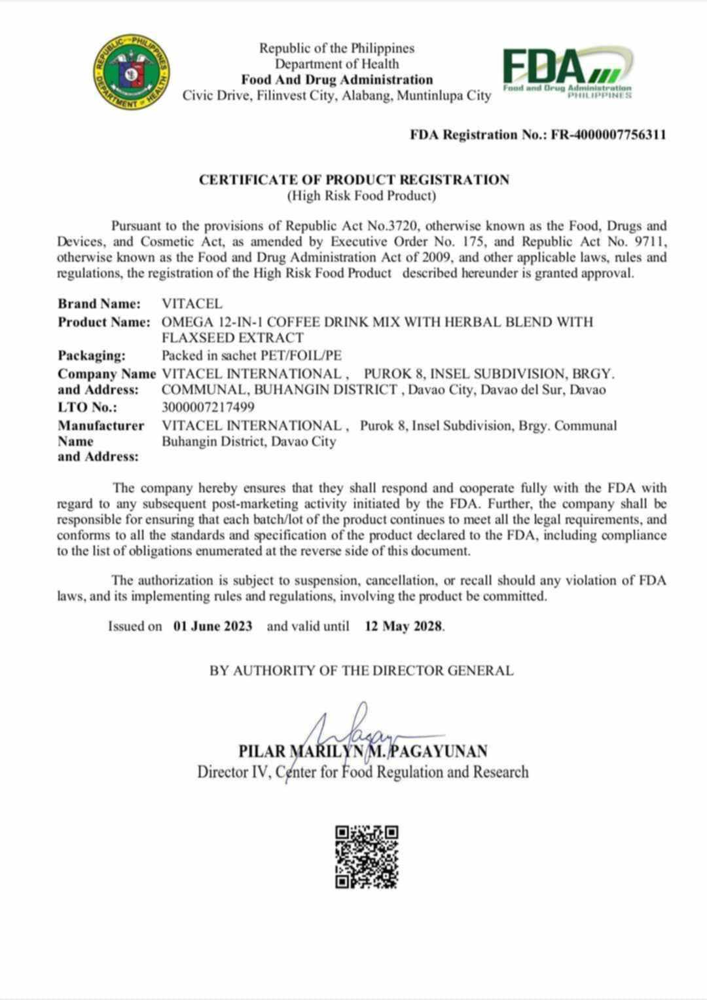 REPUBLIC OF THE PHILIPPINES
DEPARTMENT OF HEALTH
Republic of the Philippines
Department of Health
Food And Drug Administration
Civic Drive, Filinvest City, Alabang, Muntinlupa City
FDA
Food and Drug Administration
PHILIPPINES
FDA Registration No.: FR-4000007756311
CERTIFICATE OF PRODUCT REGISTRATION
(High Risk Food Product)
Pursuant to the provisions of Republic Act No.3720, otherwise known as the Food, Drugs and
Devices, and Cosmetic Act, as amended by Executive Order No. 175, and Republic Act No. 9711,
otherwise known as the Food and Drug Administration Act of 2009, and other applicable laws, rules and
regulations, the registration of the High Risk Food Product described hereunder is granted approval.
Brand Name: VITACEL
Product Name: OMEGA 12-IN-1 COFFEE DRINK MIX WITH HERBAL BLEND WITH
FLAXSEED EXTRACT
Packaging: Packed in sachet PET/FOIL/PE
Company Name VITACEL INTERNATIONAL , PUROK 8, INSEL SUBDIVISION, BRGY.
and Address: COMMUNAL, BUHANGIN DISTRICT , Davao City, Davao del Sur, Davao
LTO No.: 3000007217499
Manufacturer VITACEL INTERNATIONAL , Purok 8, Insel Subdivision, Brgy. Communal
Name Buhangin District, Davao City
and Address:
The company hereby ensures that they shall respond and cooperate fully with the FDA with
regard to any subsequent post-marketing activity initiated by the FDA. Further, the company shall be
responsible for ensuring that each batch/lot of the product continues to meet all the legal requirements, and
conforms to all the standards and specification of the product declared to the FDA, including compliance
to the list of obligations enumerated at the reverse side of this document.
The authorization is subject to suspension, cancellation, or recall should any violation of FDA
laws, and its implementing rules and regulations, involving the product be committed.
Issued on 01 June 2023 and valid until 12 May 2028.
BY AUTHORITY OF THE DIRECTOR GENERAL
PILAR MARILYN M. PAGAYUNAN
Director IV, Center for Food Regulation and Research